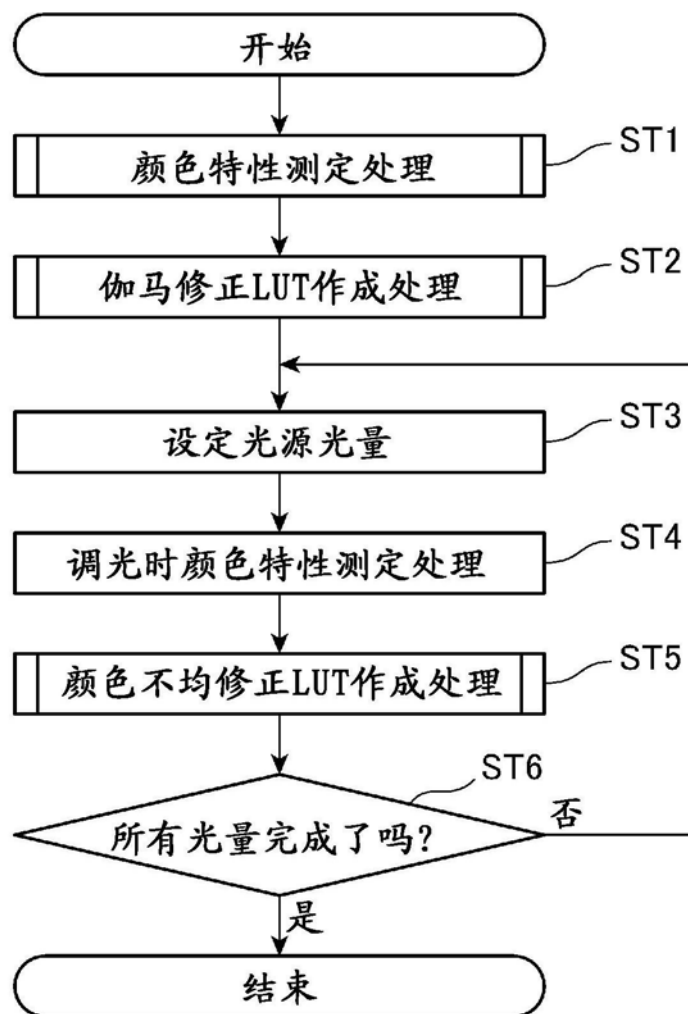 开始
颜色特性测定处理
ST1
伽马修正LUT作成处理
ST2
设定光源光量
ST3
调光时颜色特性测定处理
ST4
颜色不均修正LUT作成处理
ST5
ST6
所有光量完成了吗?
否
是
结束